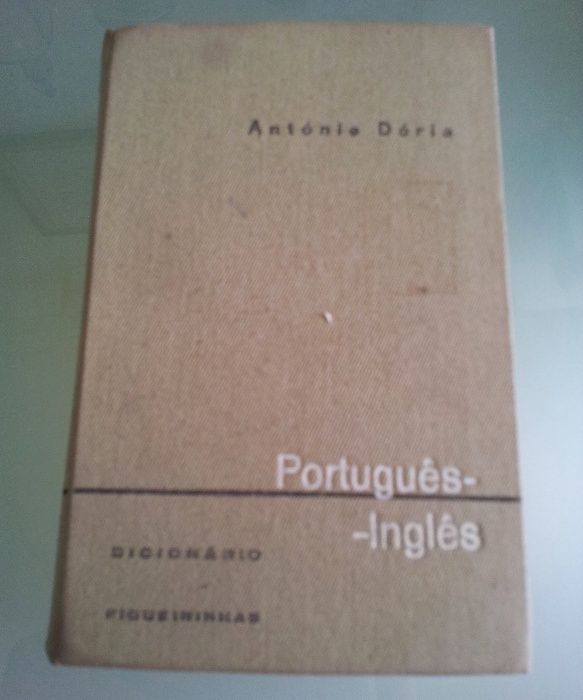 António Dória
Português-
-Inglês
DICIONÁRIO
FIGUEIRINHAS